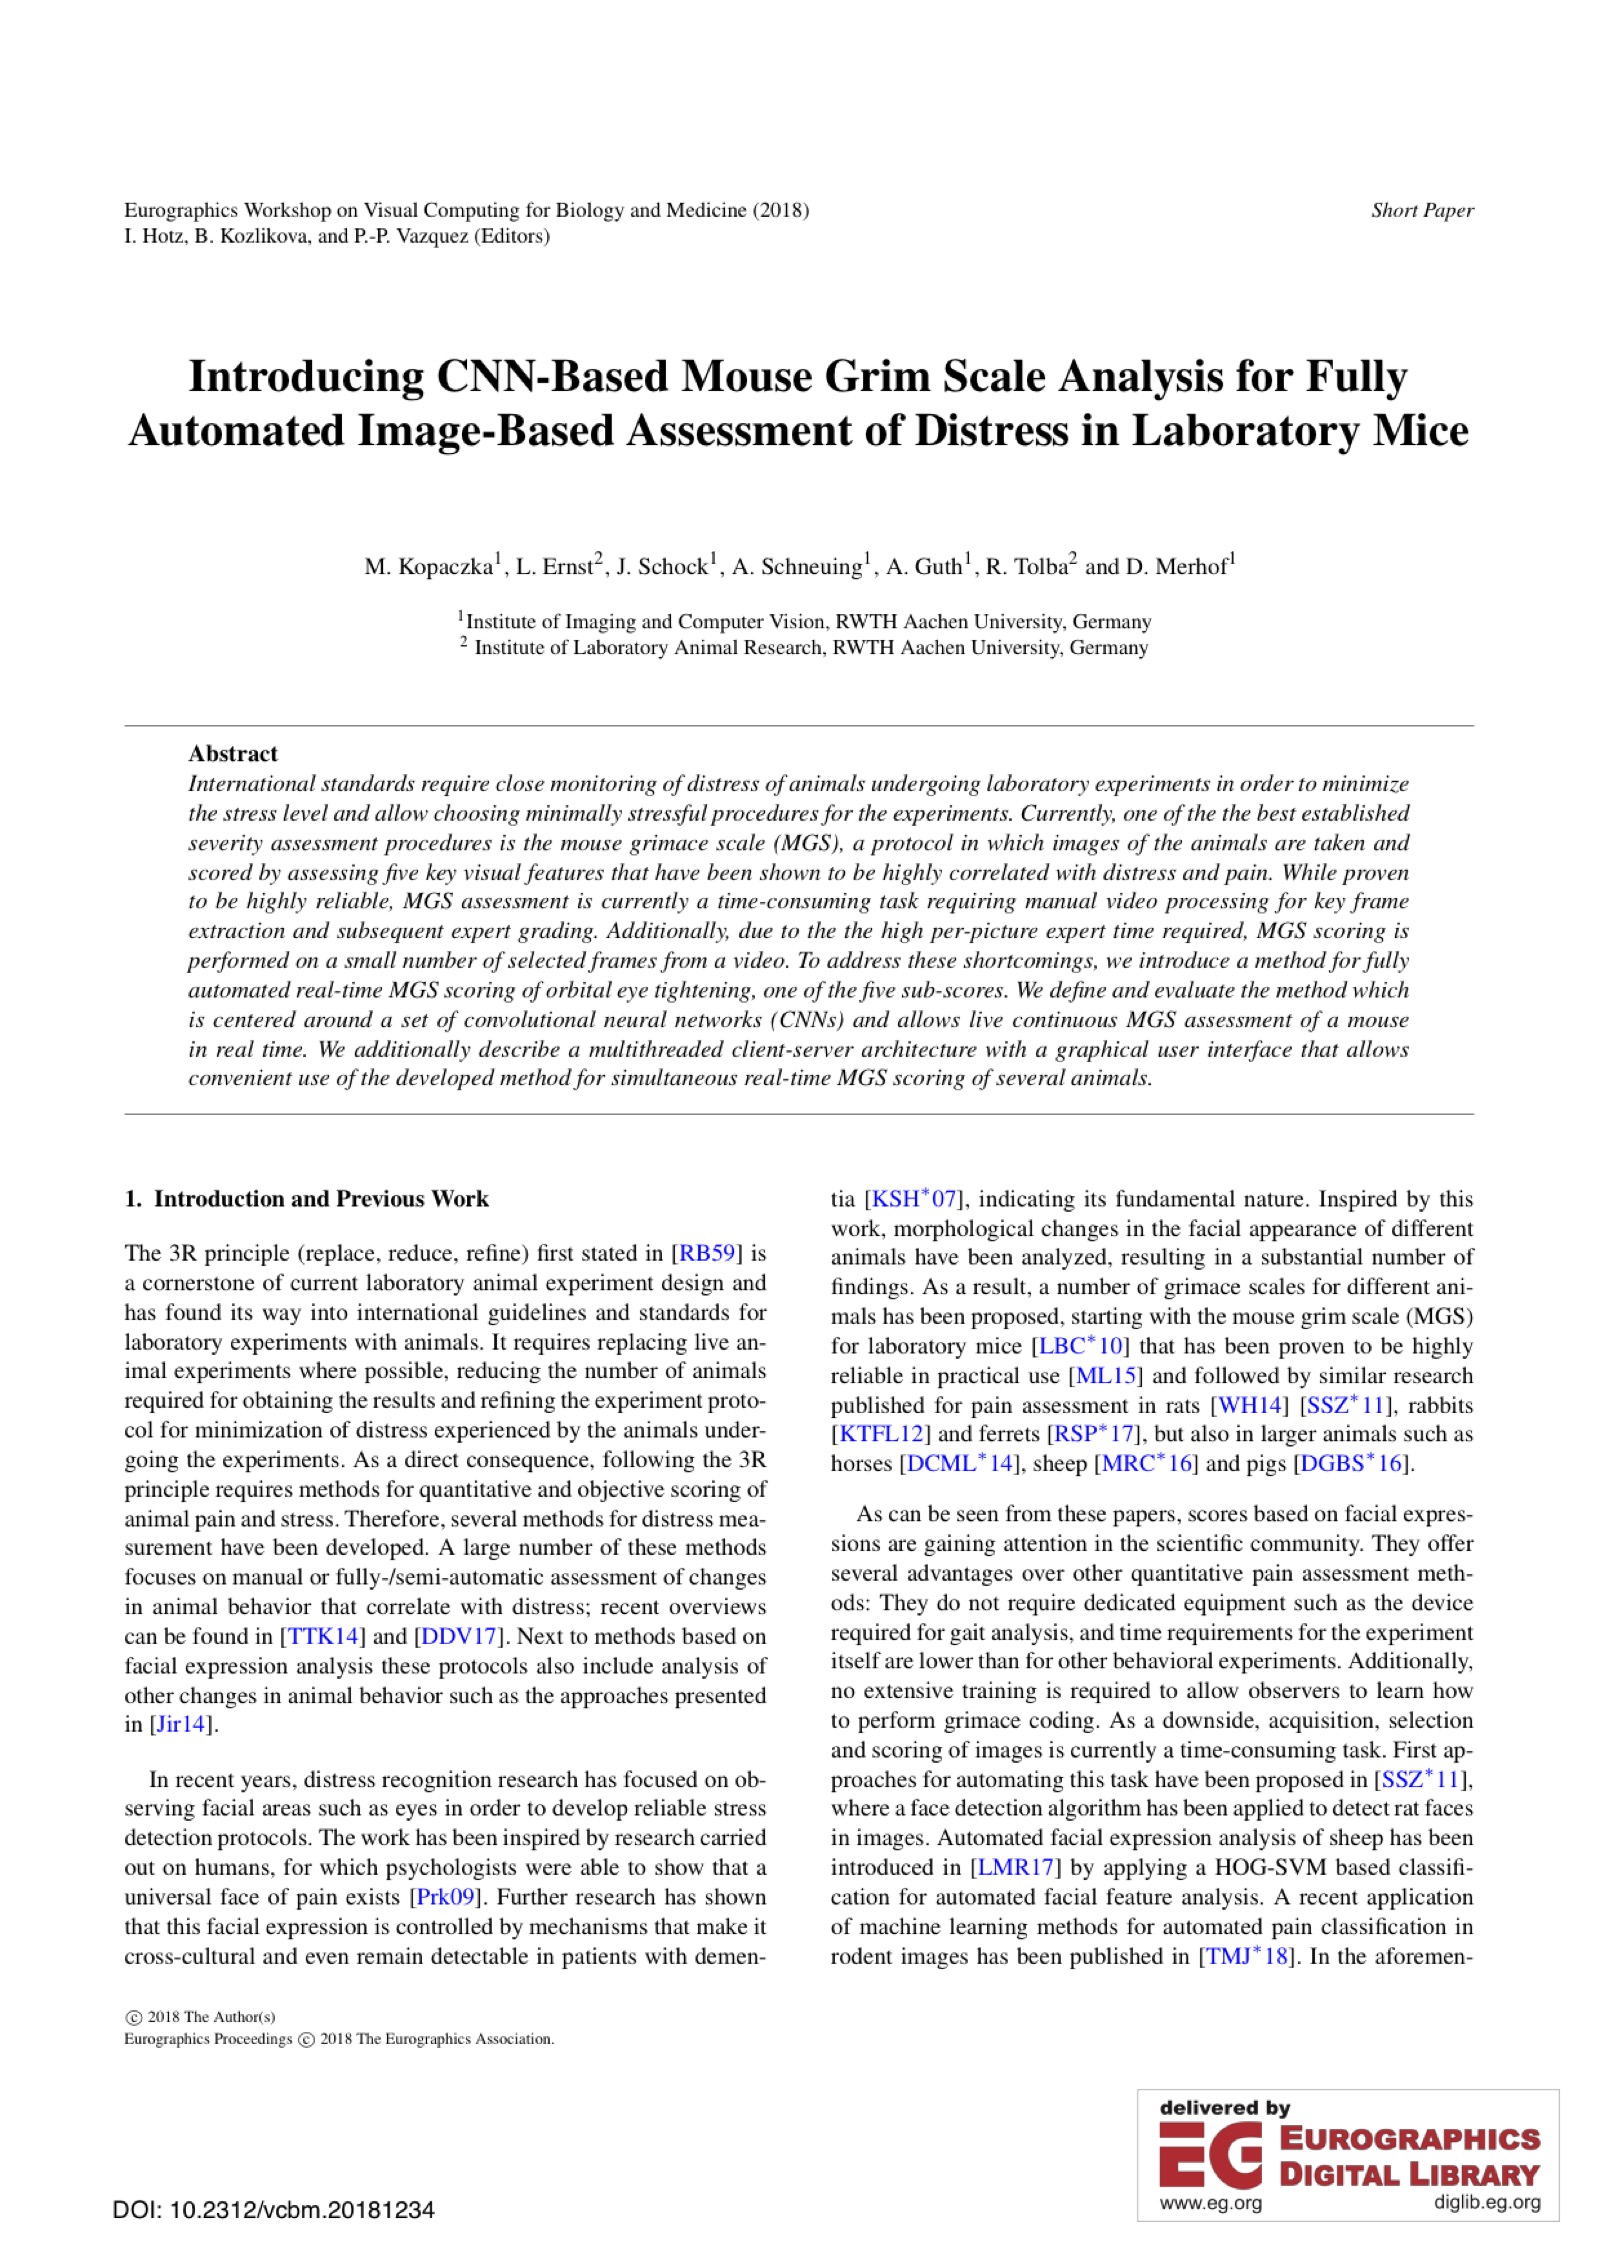 Eurographics Workshop on Visual Computing for Biology and Medicine (2018)
I. Hotz, B. Kozlikova, and P.-P. Vazquez (Editors)
Short Paper
Introducing CNN-Based Mouse Grim Scale Analysis for Fully
Automated Image-Based Assessment of Distress in Laboratory Mice
M. Kopaczka1, L. Ernst2, J. Schock1, A. Schneuing1, A. Guth1, R. Tolba2 and D. Merhof1
1Institute of Imaging and Computer Vision, RWTH Aachen University, Germany
2 Institute of Laboratory Animal Research, RWTH Aachen University, Germany
Abstract
International standards require close monitoring of distress of animals undergoing laboratory experiments in order to minimize
the stress level and allow choosing minimally stressful procedures for the experiments. Currently, one of the the best established
severity assessment procedures is the mouse grimace scale (MGS), a protocol in which images of the animals are taken and
scored by assessing five key visual features that have been shown to be highly correlated with distress and pain. While proven
to be highly reliable, MGS assessment is currently a time-consuming task requiring manual video processing for key frame
extraction and subsequent expert grading. Additionally, due to the the high per-picture expert time required, MGS scoring is
performed on a small number of selected frames from a video. To address these shortcomings, we introduce a method for fully
automated real-time MGS scoring of orbital eye tightening, one of the five sub-scores. We define and evaluate the method which
is centered around a set of convolutional neural networks (CNNs) and allows live continuous MGS assessment of a mouse
in real time. We additionally describe a multithreaded client-server architecture with a graphical user interface that allows
convenient use of the developed method for simultaneous real-time MGS scoring of several animals.
1. Introduction and Previous Work
The 3R principle (replace, reduce, refine) first stated in [RB59] is
a cornerstone of current laboratory animal experiment design and
has found its way into international guidelines and standards for
laboratory experiments with animals. It requires replacing live an-
imal experiments where possible, reducing the number of animals
required for obtaining the results and refining the experiment proto-
col for minimization of distress experienced by the animals under-
going the experiments. As a direct consequence, following the 3R
principle requires methods for quantitative and objective scoring of
animal pain and stress. Therefore, several methods for distress mea-
surement have been developed. A large number of these methods
focuses on manual or fully-/semi-automatic assessment of changes
in animal behavior that correlate with distress; recent overviews
can be found in [TTK14] and [DDV17]. Next to methods based on
facial expression analysis these protocols also include analysis of
other changes in animal behavior such as the approaches presented
in [Jir14].
In recent years, distress recognition research has focused on ob-
serving facial areas such as eyes in order to develop reliable stress
detection protocols. The work has been inspired by research carried
out on humans, for which psychologists were able to show that a
universal face of pain exists [Prk09]. Further research has shown
that this facial expression is controlled by mechanisms that make it
cross-cultural and even remain detectable in patients with demen-
tia [KSH*07], indicating its fundamental nature. Inspired by this
work, morphological changes in the facial appearance of different
animals have been analyzed, resulting in a substantial number of
findings. As a result, a number of grimace scales for different ani-
mals has been proposed, starting with the mouse grim scale (MGS)
for laboratory mice [LBC*10] that has been proven to be highly
reliable in practical use [ML15] and followed by similar research
published for pain assessment in rats [WH14] [SSZ*11], rabbits
[KTFL12] and ferrets [RSP*17], but also in larger animals such as
horses [DCML*14], sheep [MRC*16] and pigs [DGBS*16].
As can be seen from these papers, scores based on facial expres-
sions are gaining attention in the scientific community. They offer
several advantages over other quantitative pain assessment meth-
ods: They do not require dedicated equipment such as the device
required for gait analysis, and time requirements for the experiment
itself are lower than for other behavioral experiments. Additionally,
no extensive training is required to allow observers to learn how
to perform grimace coding. As a downside, acquisition, selection
and scoring of images is currently a time-consuming task. First ap-
proaches for automating this task have been proposed in [SSZ*11],
where a face detection algorithm has been applied to detect rat faces
in images. Automated facial expression analysis of sheep has been
introduced in [LMR17] by applying a HOG-SVM based classifi-
cation for automated facial feature analysis. A recent application
of machine learning methods for automated pain classification in
rodent images has been published in [TMJ*18]. In the aforemen-
© 2018 The Author(s)
Eurographics Proceedings © 2018 The Eurographics Association.
DOI: 10.2312/vcbm.20181234
delivered by
EG EUROGRAPHICS
DIGITAL LIBRARY
www.eg.org diglib.eg.org